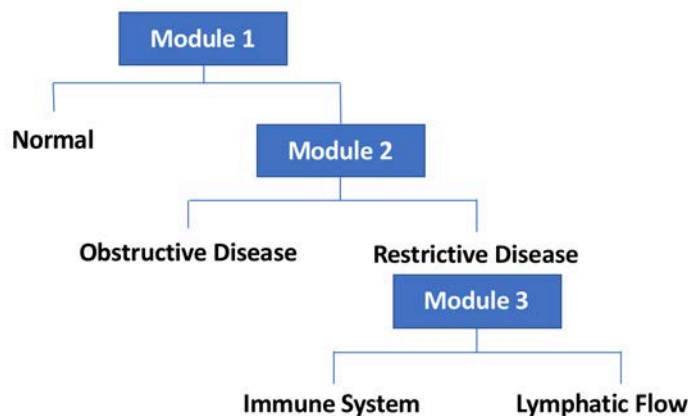 Module 1
Normal
Module 2
Obstructive Disease
Restrictive Disease
Module 3
Immune System
Lymphatic Flow